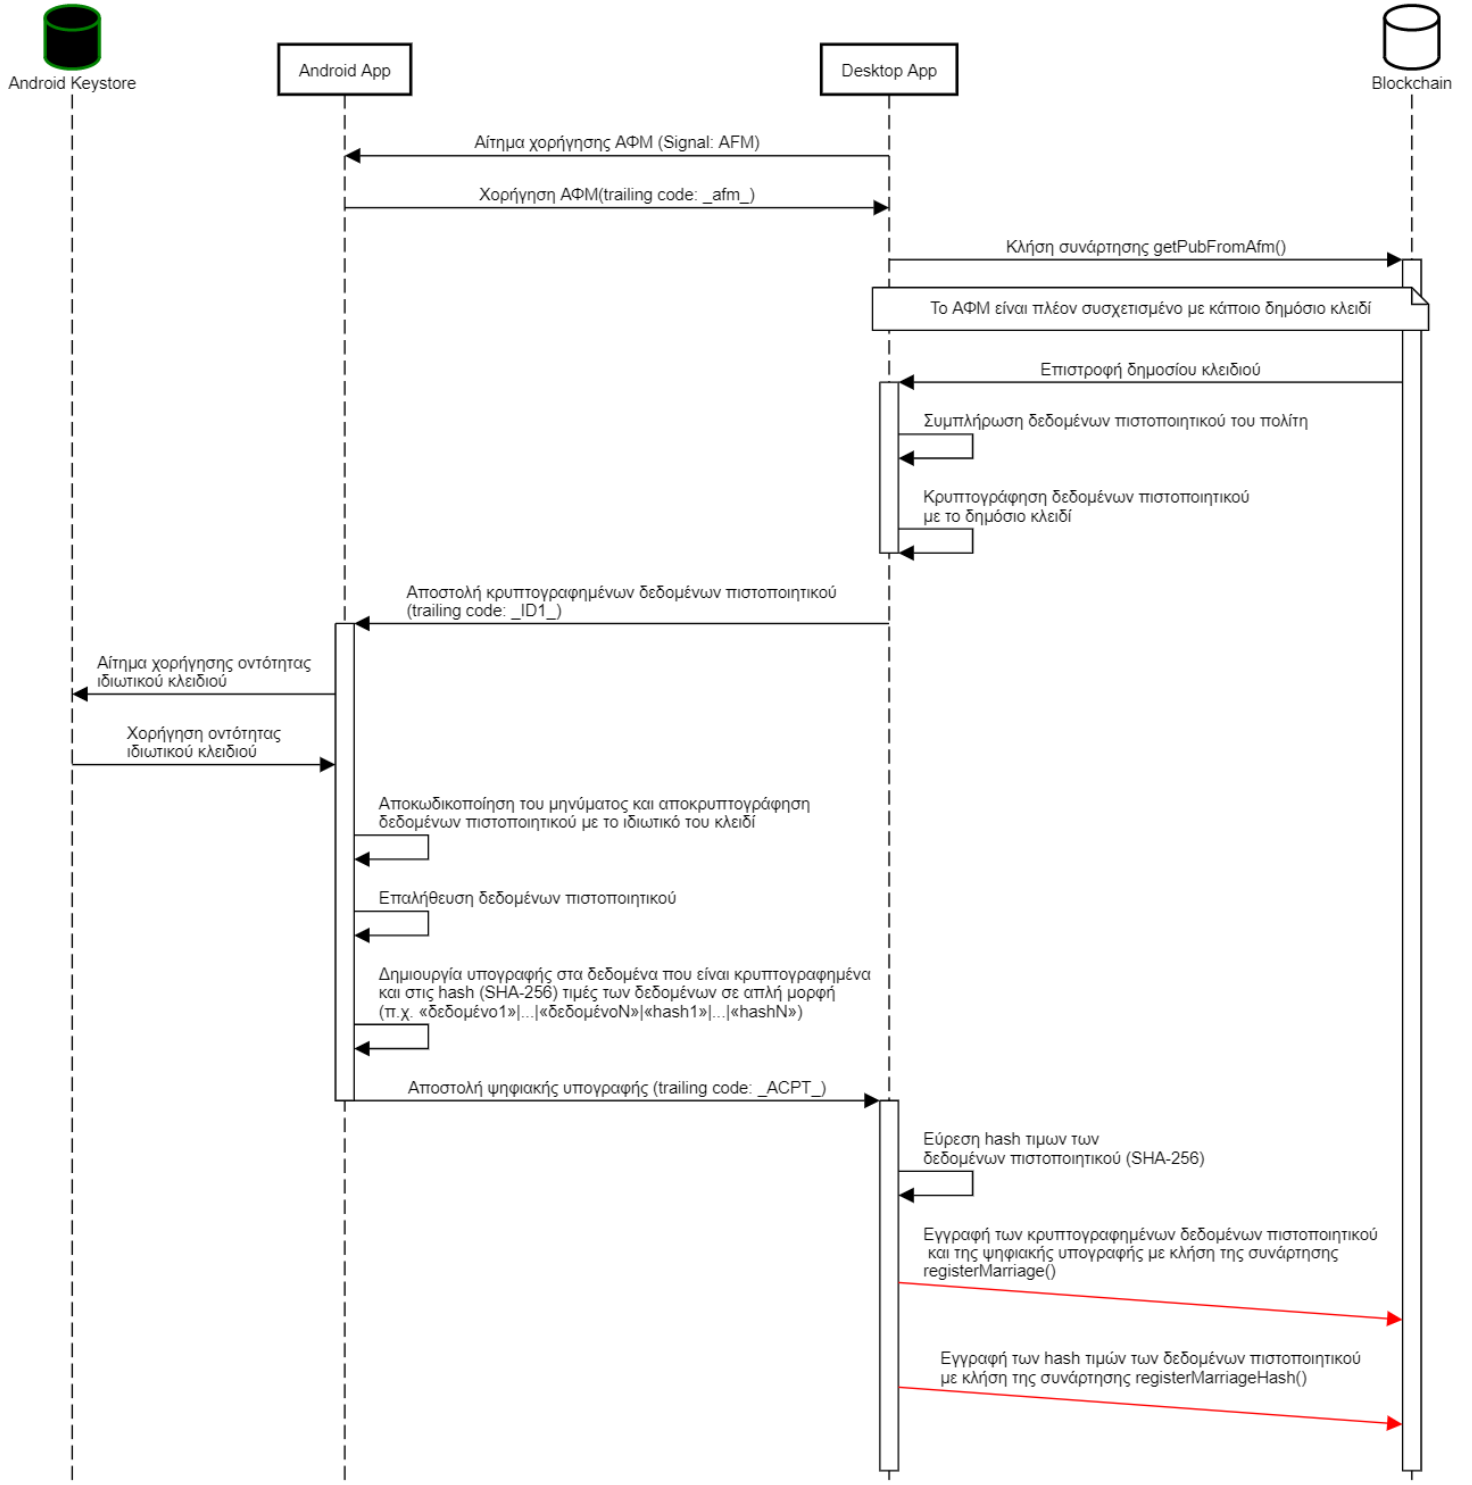 Android Keystore
Android App
Desktop App
Blockchain
Αίτημα χορήγησης ΑΦΜ (Signal: AFM)
Χορήγηση ΑΦΜ(trailing code: _afm_)
Κλήση συνάρτησης getPubFromAfm()
Το ΑΦΜ είναι πλέον συσχετισμένο με κάποιο δημόσιο κλειδί
Επιστροφή δημοσίου κλειδιού
Συμπλήρωση δεδομένων πιστοποιητικού του πολίτη
Κρυπτογράφηση δεδομένων πιστοποιητικού
με το δημόσιο κλειδί
Αποστολή κρυπτογραφημένων δεδομένων πιστοποιητικού
(trailing code: _ID1_)
Αίτημα χορήγησης οντότητας
ιδιωτικού κλειδιού
Χορήγηση οντότητας
ιδιωτικού κλειδιού
Αποκωδικοποίηση του μηνύματος και αποκρυπτογράφηση
δεδομένων πιστοποιητικού με το ιδιωτικό του κλειδί
Επαλήθευση δεδομένων πιστοποιητικού
Δημιουργία υπογραφής στα δεδομένα που είναι κρυπτογραφημένα
και στις hash (SHA-256) τιμές των δεδομένων σε απλή μορφή
(π.χ. «δεδομένο1»|...|«δεδομένοN»|«hash1»|...|«hashN»)
Αποστολή ψηφιακής υπογραφής (trailing code: _ACPT_)
Εύρεση hash τιμων των
δεδομένων πιστοποιητικού (SHA-256)
Εγγραφή των κρυπτογραφημένων δεδομένων πιστοποιητικού
και της ψηφιακής υπογραφής με κλήση της συνάρτησης
registerMarriage()
Εγγραφή των hash τιμών των δεδομένων πιστοποιητικού
με κλήση της συνάρτησης registerMarriageHash()